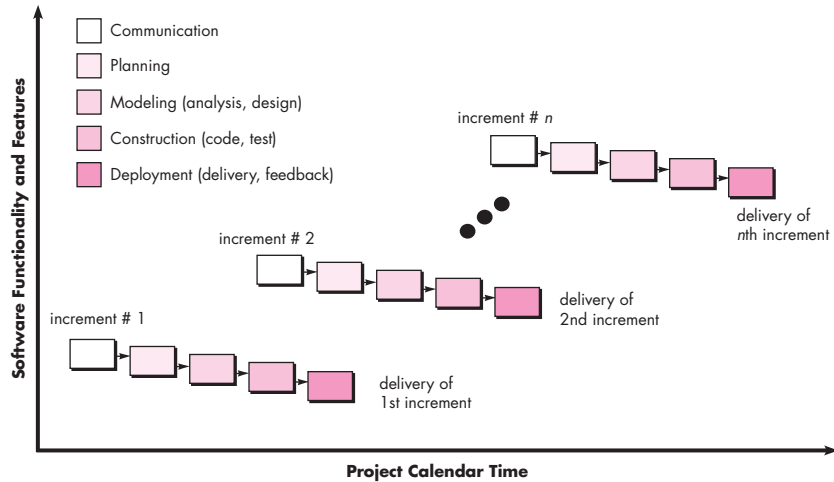 Communication
Planning
Modeling (analysis, design)
Construction (code, test)
Deployment (delivery, feedback)
Software Functionality and Features
increment # n
delivery of
nth increment
increment # 2
delivery of
2nd increment
increment # 1
delivery of
1st increment
Project Calendar Time